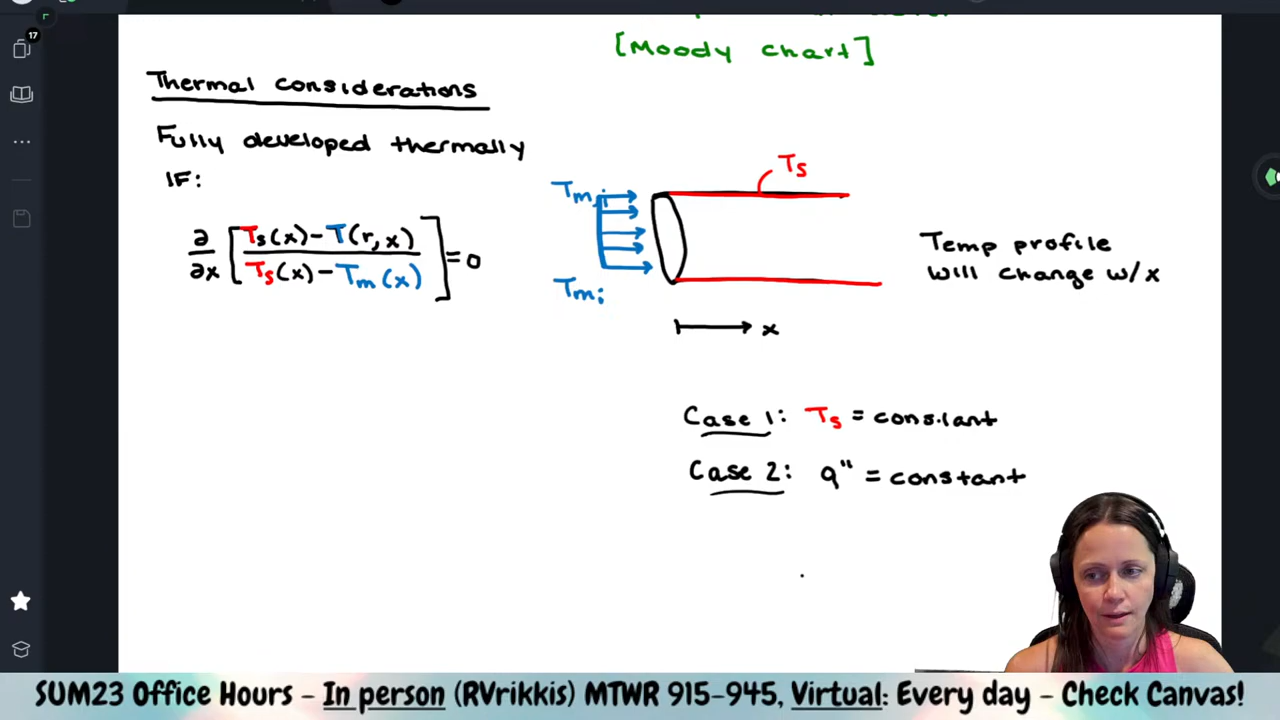 17
[Moody chart]
Thermal considerations
Fully developed thermally
IF:
∂/∂x [Ts(x)-T(r,x) / Ts(x)-Tm(x)] = 0
Tm,i
Ts
Tmi
x
Temp profile
will change w/x
Case 1: Ts = constant
Case 2: q" = constant
SUM23 Office Hours - In person (RVrikkis) MTWR 915-945, Virtual: Every day - Check Canvas!